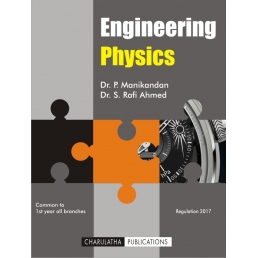 Engineering
Physics
Dr. P. Manikandan
Dr. S. Rafi Ahmed
Common to
1st year all branches
Regulation 2017
CHARULATHA PUBLICATIONS